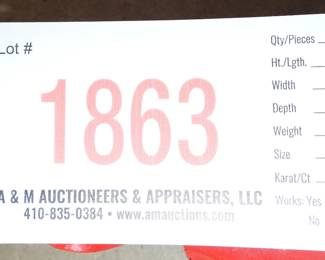 Lot #
1863
A & M AUCTIONEERS & APPRAISERS, LLC
410-835-0384 • www.amauctions.com
Qty/Pieces
Ht./Lgth.
Width
Depth
Weight
Size
Karat/Ct
Works: Yes
No